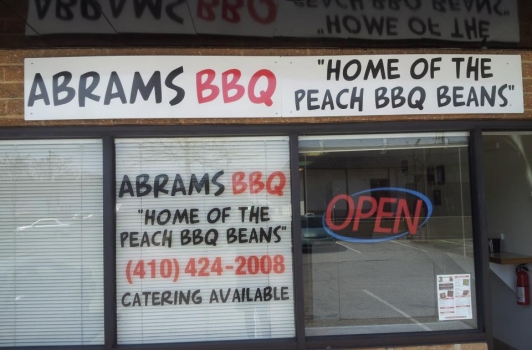 ABRAMS BBQ
"HOME OF THE
PEACH BBQ BEANS"
ABRAMS BBQ
"HOME OF THE
PEACH BBQ BEANS"
(410) 424-2008
CATERING AVAILABLE
OPEN
OPEN